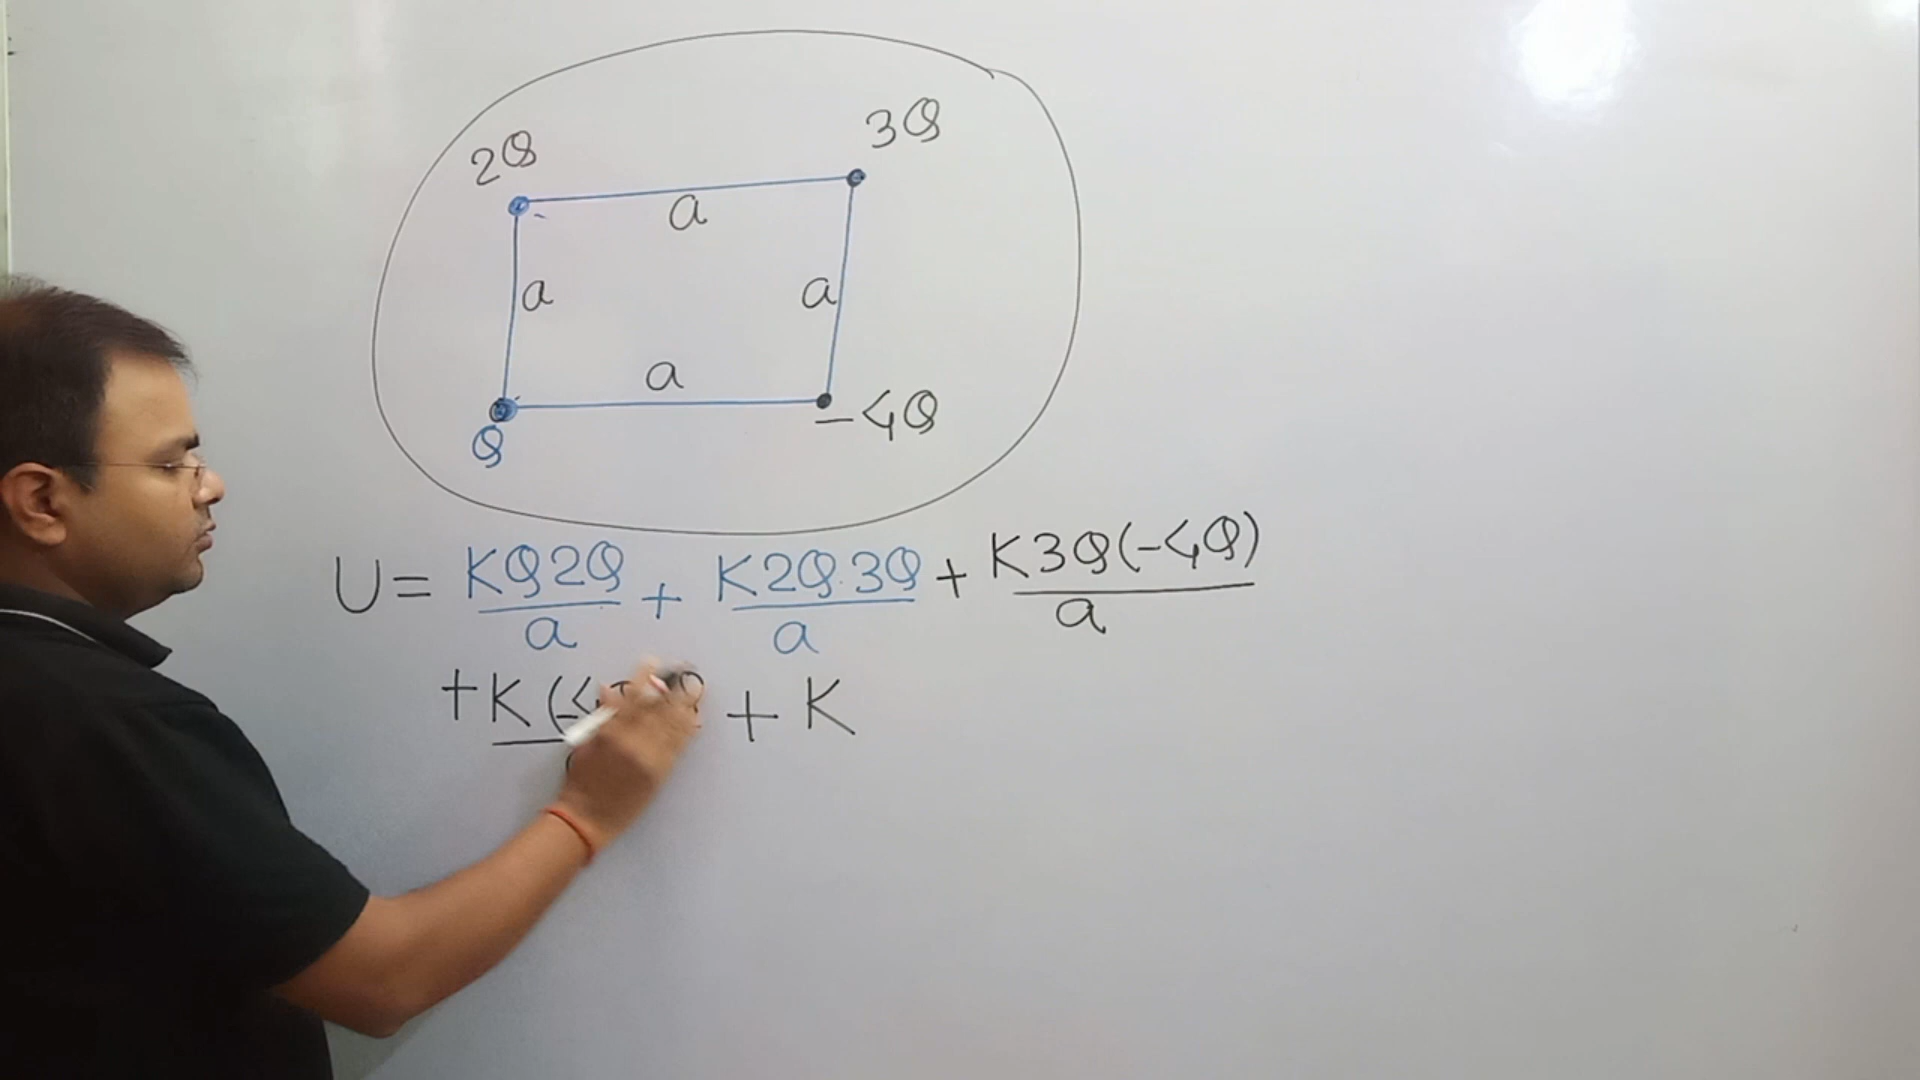 2Q
3Q
a
a
a
a
Q
-4Q
U = KQ2Q/a + K2Q.3Q/a + K3Q(-4Q)/a
+ K(-4 Q + K